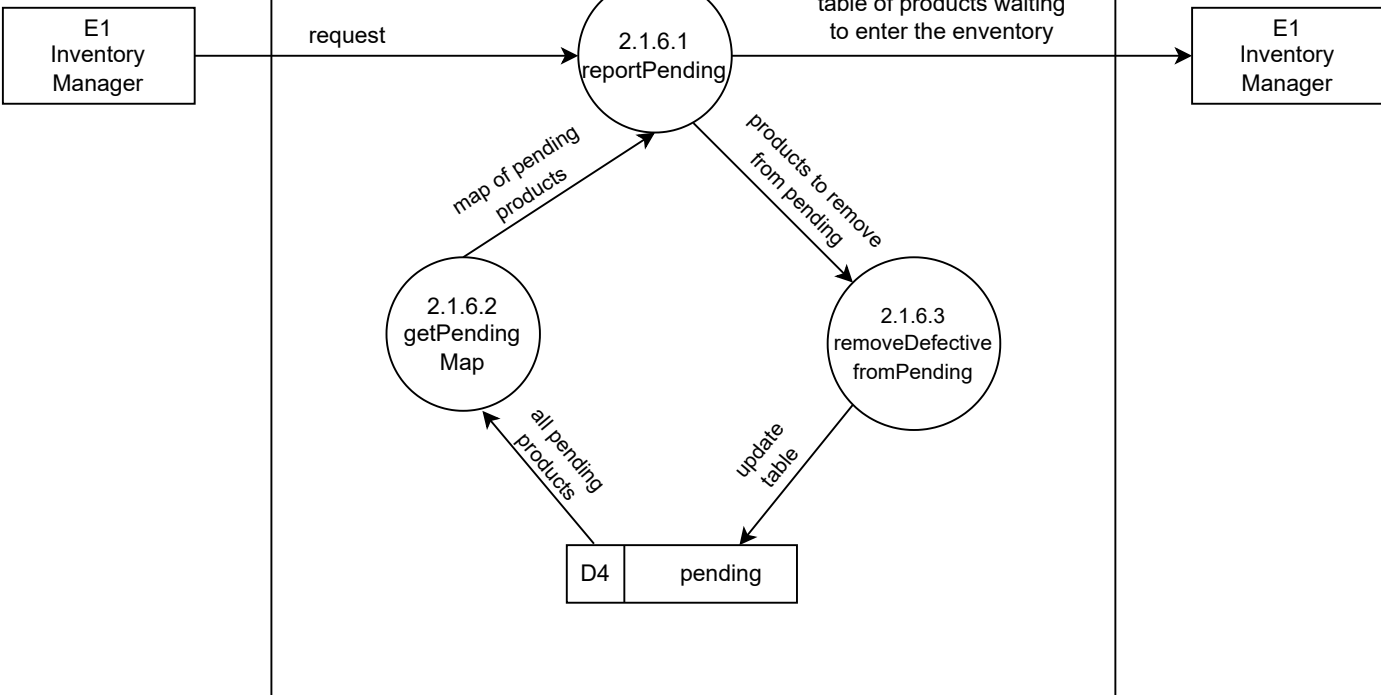 E1
Inventory
Manager
request
2.1.6.1
reportPending
table of products waiting
to enter the enventory
E1
Inventory
Manager
map of pending
products
products to remove
from pending
2.1.6.2
getPending
Map
2.1.6.3
removeDefective
fromPending
all pending
products
update
table
D4
pending